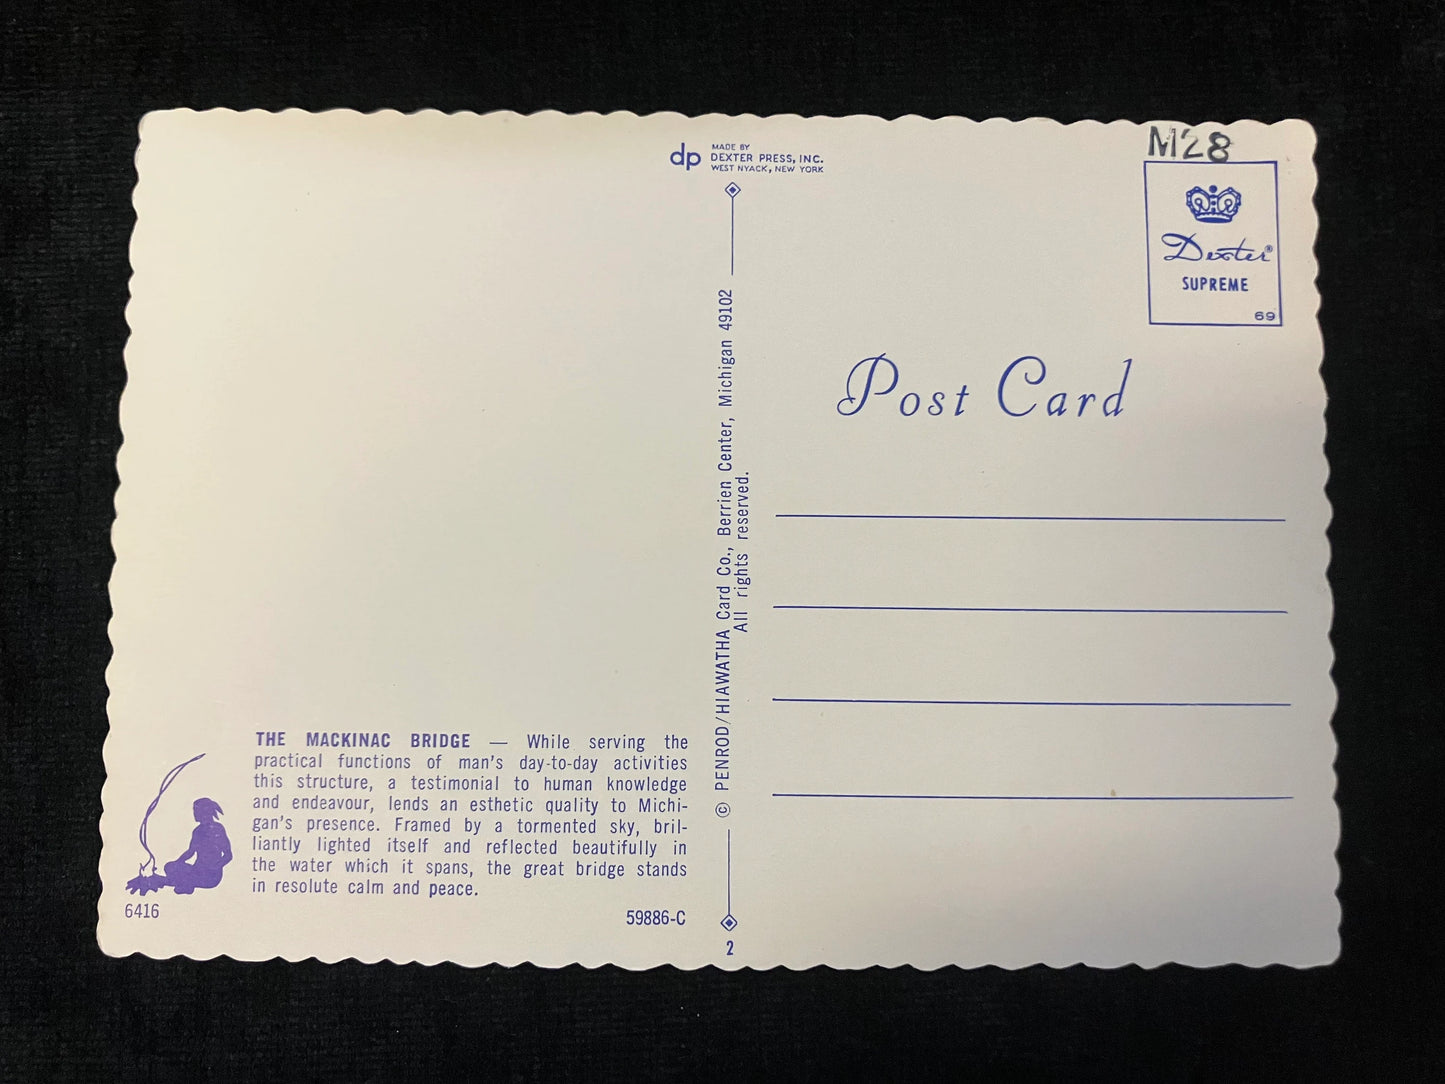 M28
dp
MADE BY
DEXTER PRESS, INC.
WEST NYACK, NEW YORK
Dexter®
SUPREME
69
Post Card
© PENROD/HIAWATHA Card Co., Berrien Center, Michigan 49102
All rights reserved.
THE MACKINAC BRIDGE — While serving the
practical functions of man's day-to-day activities
this structure, a testimonial to human knowledge
and endeavour, lends an esthetic quality to Michi-
gan's presence. Framed by a tormented sky, bril-
liantly lighted itself and reflected beautifully in
the water which it spans, the great bridge stands
in resolute calm and peace.
6416
59886-C
2